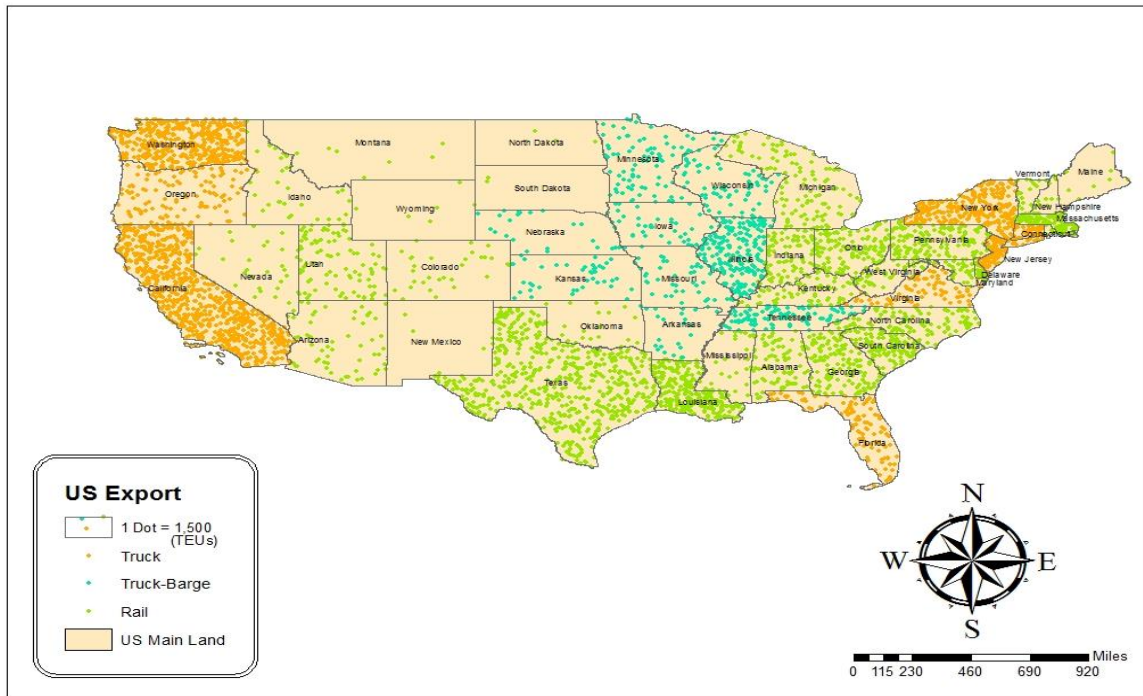 Washington
Montana
North Dakota
Minnesota
Vermont
Maine
Oregon
Idaho
South Dakota
Wisconsin
Michigan
New York
New Hampshire
Massachusetts
Wyoming
Iowa
Connecticut
Nebraska
Pennsylvania
Nevada
Utah
Colorado
Illinois
Indiana
Ohio
New Jersey
Kansas
Missouri
West Virginia
Delaware
Maryland
California
Kentucky
Virginia
Arizona
New Mexico
Oklahoma
Arkansas
Tennessee
North Carolina
Mississippi
Alabama
Georgia
South Carolina
Texas
Louisiana
Florida
US Export
1 Dot = 1,500
(TEUs)
Truck
Truck-Barge
Rail
US Main Land
N
W E
S
Miles
0 115 230 460 690 920